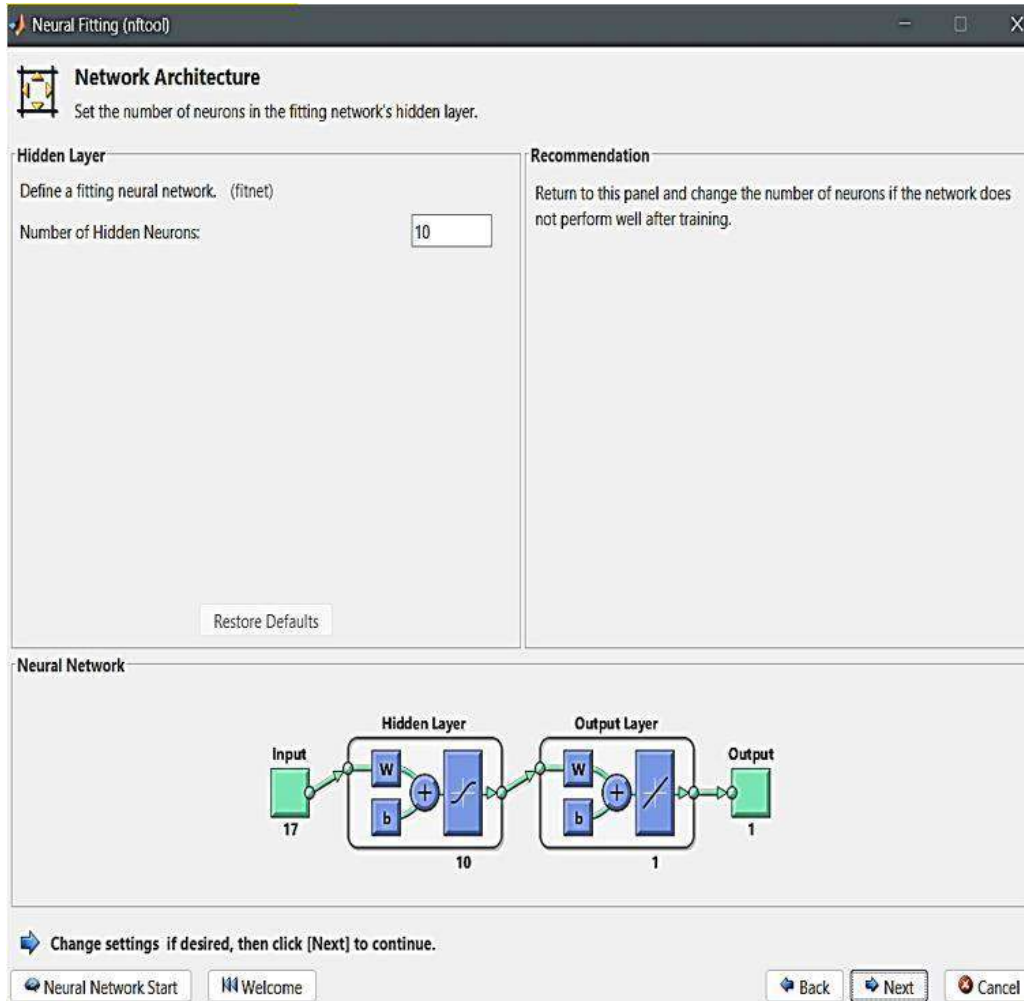 Neural Fitting (nftool)
Network Architecture
Set the number of neurons in the fitting network's hidden layer.
Hidden Layer
Define a fitting neural network. (fitnet)
Number of Hidden Neurons:
10
Restore Defaults
Recommendation
Return to this panel and change the number of neurons if the network does
not perform well after training.
Neural Network
Hidden Layer
Output Layer
Input
Output
W
b
+
W
b
+
17
10
1
1
Change settings if desired, then click [Next] to continue.
Neural Network Start
Welcome
Back
Next
Cancel